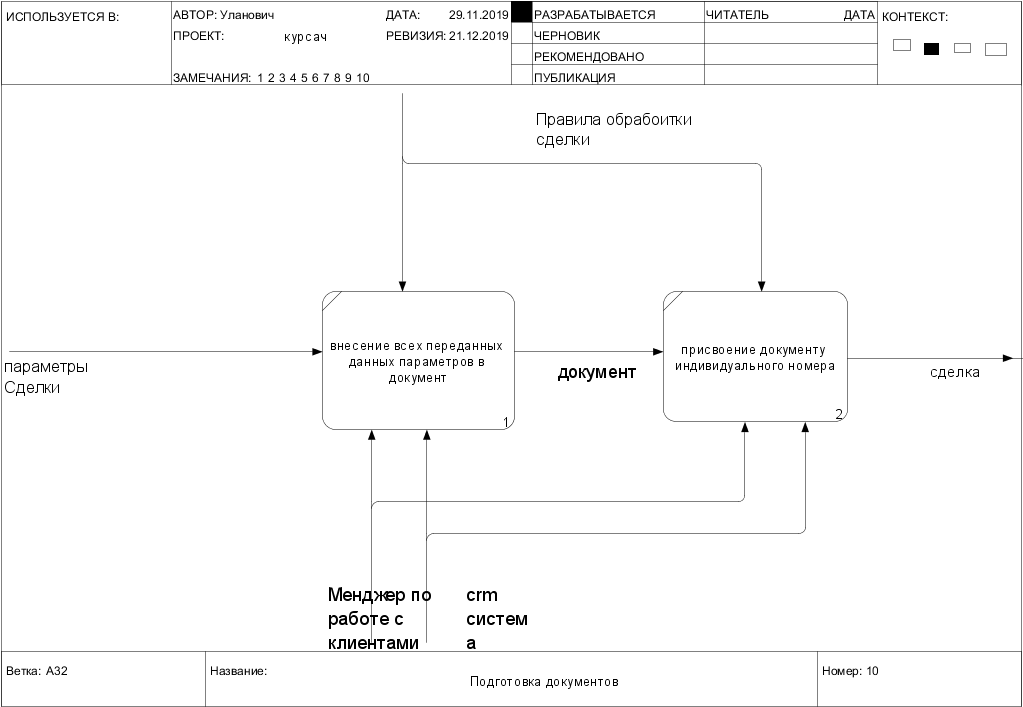 ИСПОЛЬЗУЕТСЯ В:
АВТОР: Уланович
ДАТА: 29.11.2019
РАЗРАБАТЫВАЕТСЯ
ЧИТАТЕЛЬ
ДАТА
КОНТЕКСТ:
ПРОЕКТ: курсач
РЕВИЗИЯ: 21.12.2019
ЧЕРНОВИК
РЕКОМЕНДОВАНО
ЗАМЕЧАНИЯ: 1 2 3 4 5 6 7 8 9 10
ПУБЛИКАЦИЯ
Правила обрабоитки
сделки
внесение всех переданных
данных параметров в
документ
1
присвоение документу
индивидуального номера
2
параметры
Сделки
документ
сделка
Менджер по
работе с
клиентами
crm
систем
а
Ветка: А32
Название:
Подготовка документов
Номер: 10